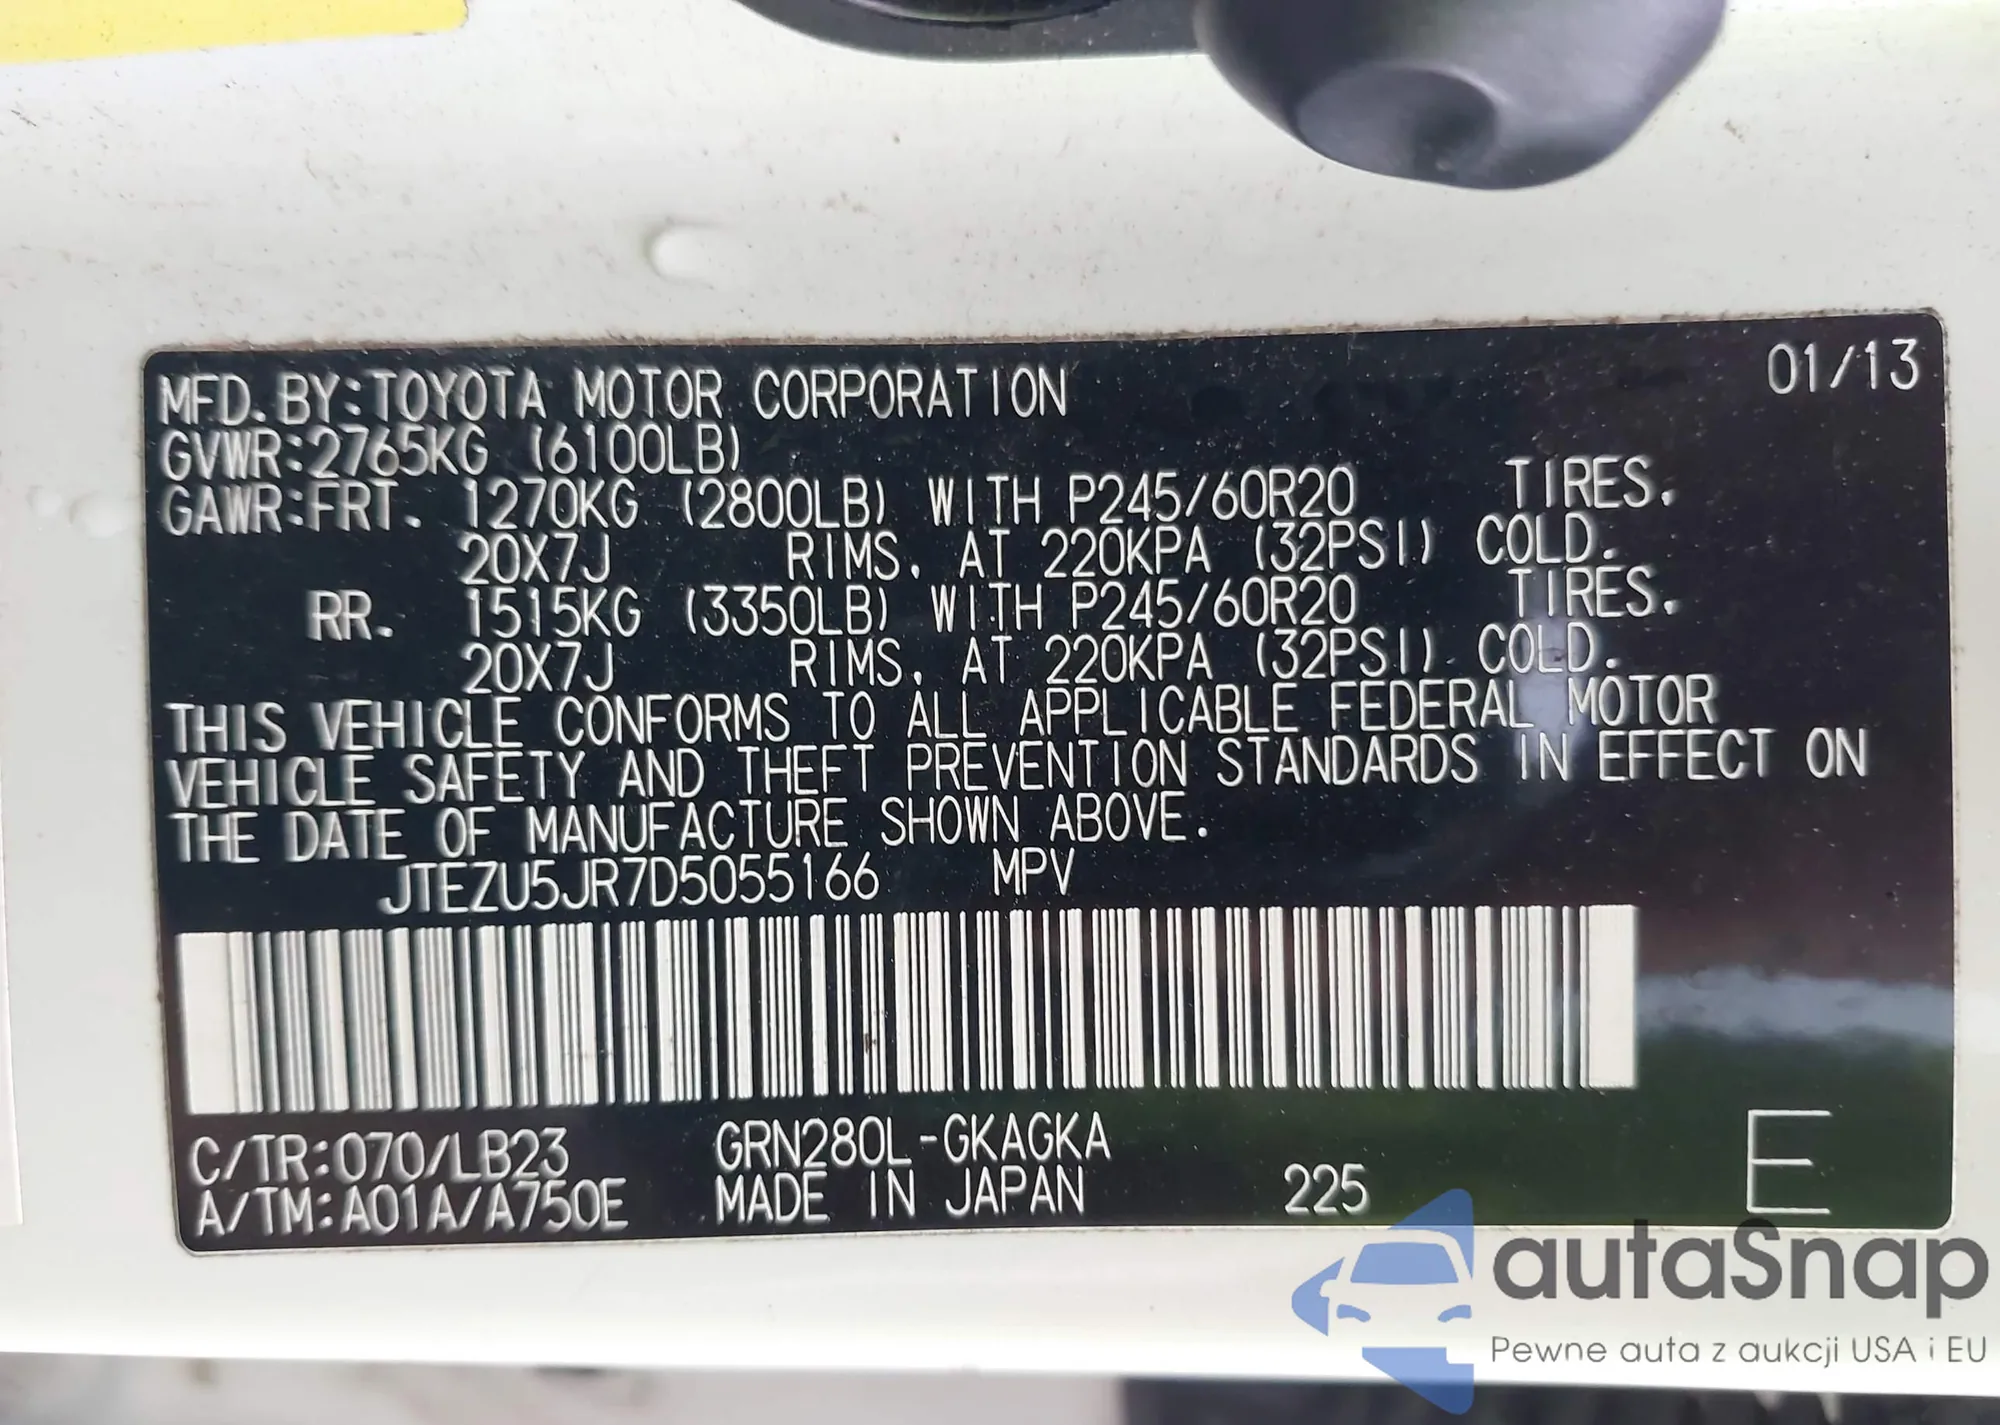 01/13
MFD. BY:TOYOTA MOTOR CORPORATION
GVWR:2765KG (6100LB)
GAWR:FRT. 1270KG (2800LB) WITH P245/60R20 TIRES.
20X7J RIMS, AT 220KPA (32PSI) COLD.
RR. 1515KG (3350LB) WITH P245/60R20 TIRES.
20X7J RIMS, AT 220KPA (32PSI) COLD.
THIS VEHICLE CONFORMS TO ALL APPLICABLE FEDERAL MOTOR
VEHICLE SAFETY AND THEFT PREVENTION STANDARDS IN EFFECT ON
THE DATE OF MANUFACTURE SHOWN ABOVE.
JTEZU5JR7D5055166 MPV
C/TR:070/LB23 GRN280L-GKAGKA
A/TM:A01A/A750E MADE IN JAPAN 225 E
autaSnap
Pewne auta z aukcji USA i EU